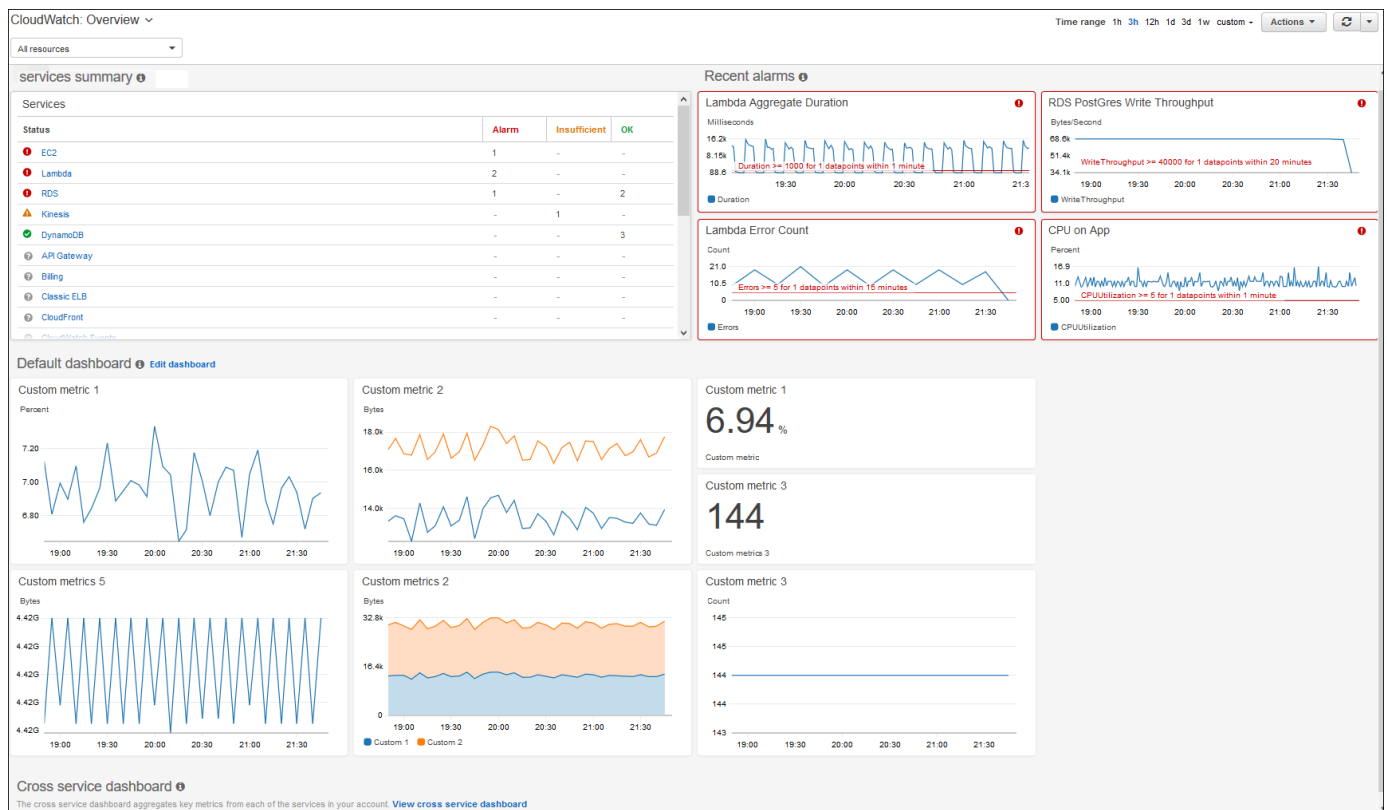 CloudWatch: Overview
Time range 1h 3h 12h 1d 3d 1w custom Actions
All resources
services summary
Services
Status Alarm Insufficient OK
EC2 1 - -
Lambda 2 - -
RDS 1 - 2
Kinesis - 1 -
DynamoDB - - 3
API Gateway - - -
Billing - - -
Classic ELB - - -
CloudFront - - -
CloudWatch Events
Recent alarms
Lambda Aggregate Duration
Milliseconds
16.2k
8.15k
88.6
Duration >= 1000 for 1 datapoints within 1 minute
19:30 20:00 20:30 21:00 21:3
Duration
RDS PostGres Write Throughput
Bytes/Second
68.6k
51.4k
34.1k
WriteThroughput >= 40000 for 1 datapoints within 20 minutes
19:00 19:30 20:00 20:30 21:00 21:30
WriteThroughput
Lambda Error Count
Count
21.0
10.5
0
Errors >= 5 for 1 datapoints within 15 minutes
19:00 19:30 20:00 20:30 21:00 21:30
Errors
CPU on App
Percent
16.9
11.0
5.00
CPUUtilization >= 5 for 1 datapoints within 1 minute
19:00 19:30 20:00 20:30 21:00 21:30
CPUUtilization
Default dashboard Edit dashboard
Custom metric 1
Percent
7.20
7.00
6.80
19:00 19:30 20:00 20:30 21:00 21:30
Custom metric 2
Bytes
18.0k
16.0k
14.0k
19:00 19:30 20:00 20:30 21:00 21:30
Custom metric 1
6.94 %
Custom metric
Custom metric 3
144
Custom metrics 3
Custom metrics 5
Bytes
4.42G
4.42G
4.42G
4.42G
4.42G
19:00 19:30 20:00 20:30 21:00 21:30
Custom metrics 2
Bytes
32.8k
16.4k
0
19:00 19:30 20:00 20:30 21:00 21:30
Custom 1 Custom 2
Custom metric 3
Count
145
145
144
144
143
19:00 19:30 20:00 20:30 21:00 21:30
Cross service dashboard
The cross service dashboard aggregates key metrics from each of the services in your account. View cross service dashboard